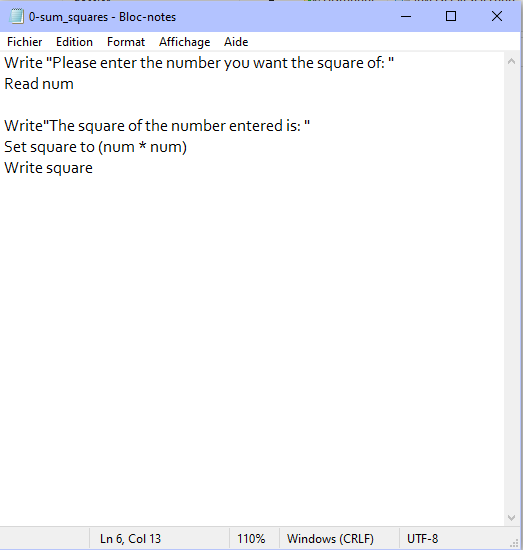 0-sum_squares - Bloc-notes
Fichier Edition Format Affichage Aide
Write "Please enter the number you want the square of: "
Read num

Write"The square of the number entered is: "
Set square to (num * num)
Write square
Ln 6, Col 13 110% Windows (CRLF) UTF-8